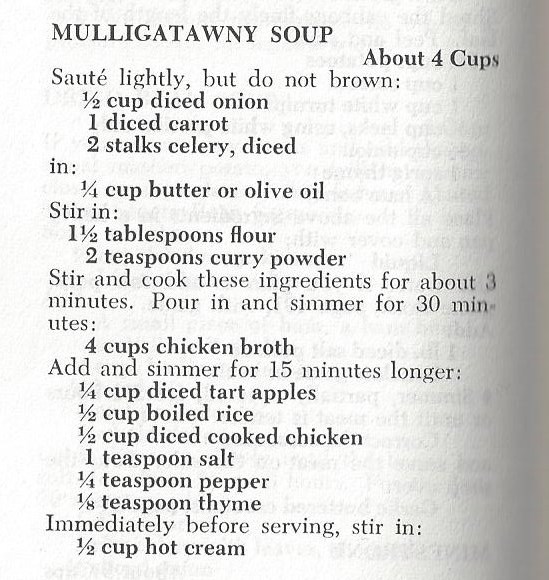 MULLIGATAWNY SOUP
About 4 Cups
Sauté lightly, but do not brown:
½ cup diced onion
1 diced carrot
2 stalks celery, diced
in:
¼ cup butter or olive oil
Stir in:
1½ tablespoons flour
2 teaspoons curry powder
Stir and cook these ingredients for about 3
minutes. Pour in and simmer for 30 min-
utes:
4 cups chicken broth
Add and simmer for 15 minutes longer:
¼ cup diced tart apples
½ cup boiled rice
½ cup diced cooked chicken
1 teaspoon salt
¼ teaspoon pepper
⅛ teaspoon thyme
Immediately before serving, stir in:
½ cup hot cream